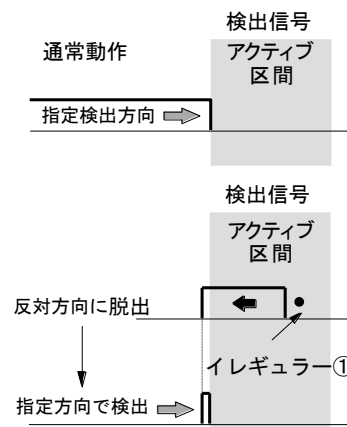 検出信号
通常動作
アクティブ
区間
指定検出方向
検出信号
アクティブ
区間
反対方向に脱出
イレギュラー①
指定方向で検出